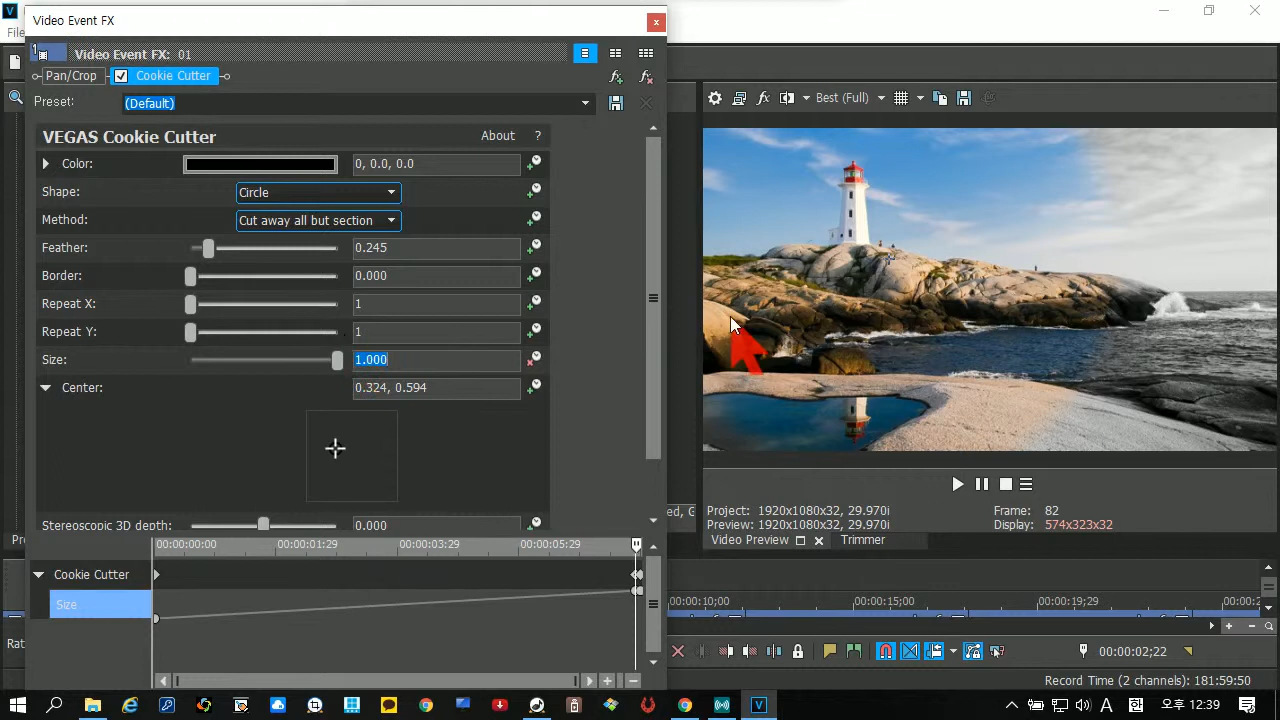 Video Event FX
File
Video Event FX: 01
Pan/Crop
Cookie Cutter
Preset:
(Default)
VEGAS Cookie Cutter
About
?
Color:
0, 0.0, 0.0
Shape:
Circle
Method:
Cut away all but section
Feather:
0.245
Border:
0.000
Repeat X:
1
Repeat Y:
1
Size:
1.000
Center:
0.324, 0.594
Stereoscopic 3D depth:
0.000
00:00:00:00
00:00:01:29
00:00:03:29
00:00:05:29
Cookie Cutter
Size
Best (Full)
Project: 1920x1080x32, 29.970i
Frame: 82
Preview: 1920x1080x32, 29.970i
Display: 574x323x32
Video Preview
Trimmer
00:00:10;00
00:00:15;00
00:00:19;29
00:00:02;22
Record Time (2 channels): 181:59:50
A
한
오후 12:39